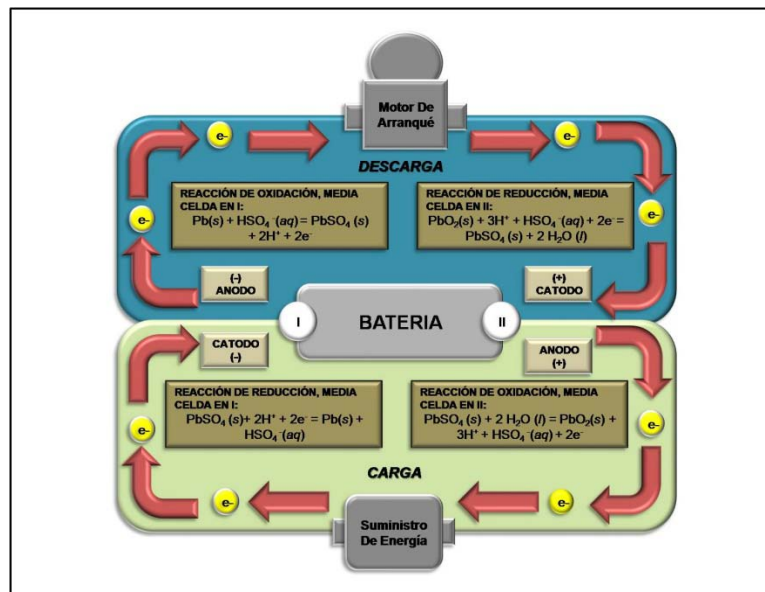 Motor De
Arranqué
e-
e-
DESCARGA
REACCIÓN DE OXIDACIÓN, MEDIA
CELDA EN I:
Pb(s) + HSO₄⁻(aq) = PbSO₄ (s)
+ 2H⁺ + 2e⁻
REACCIÓN DE REDUCCIÓN, MEDIA
CELDA EN II:
PbO₂(s) + 3H⁺ + HSO₄⁻(aq) + 2e⁻ =
PbSO₄ (s) + 2 H₂O (l)
e-
e-
(-)
ANODO
(+)
CATODO
I
BATERIA
II
CATODO
(-)
ANODO
(+)
REACCIÓN DE REDUCCIÓN, MEDIA
CELDA EN I:
PbSO₄ (s)+ 2H⁺ + 2e⁻ = Pb(s) +
HSO₄⁻(aq)
REACCIÓN DE OXIDACIÓN, MEDIA
CELDA EN II:
PbSO₄ (s) + 2 H₂O (l) = PbO₂(s) +
3H⁺ + HSO₄⁻(aq) + 2e⁻
e-
e-
CARGA
e-
e-
Suministro
De Energía